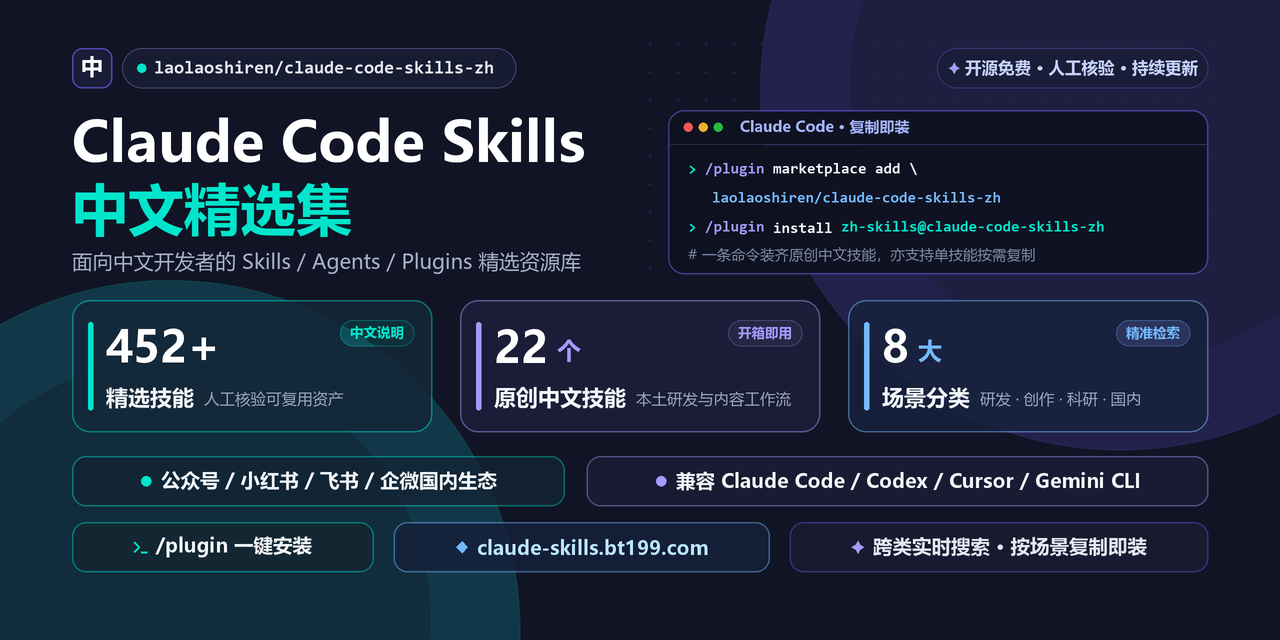 中
laolaoshiren/claude-code-skills-zh
开源免费 • 人工核验 • 持续更新
Claude Code Skills
中文精选集
面向中文开发者的 Skills / Agents / Plugins 精选资源库
Claude Code • 复制即装
> /plugin marketplace add \
laolaoshiren/claude-code-skills-zh
> /plugin install zh-skills@claude-code-skills-zh
# 一条命令装齐原创中文技能，亦支持单技能按需复制
452+
中文说明
精选技能 人工核验可复用资产
22 个
开箱即用
原创中文技能 本土研发与内容工作流
8 大
精准检索
场景分类 研发 · 创作 · 科研 · 国内
公众号 / 小红书 / 飞书 / 企微国内生态
兼容 Claude Code / Codex / Cursor / Gemini CLI
>_ /plugin 一键安装
claude-skills.bt199.com
跨类实时搜索 • 按场景复制即装